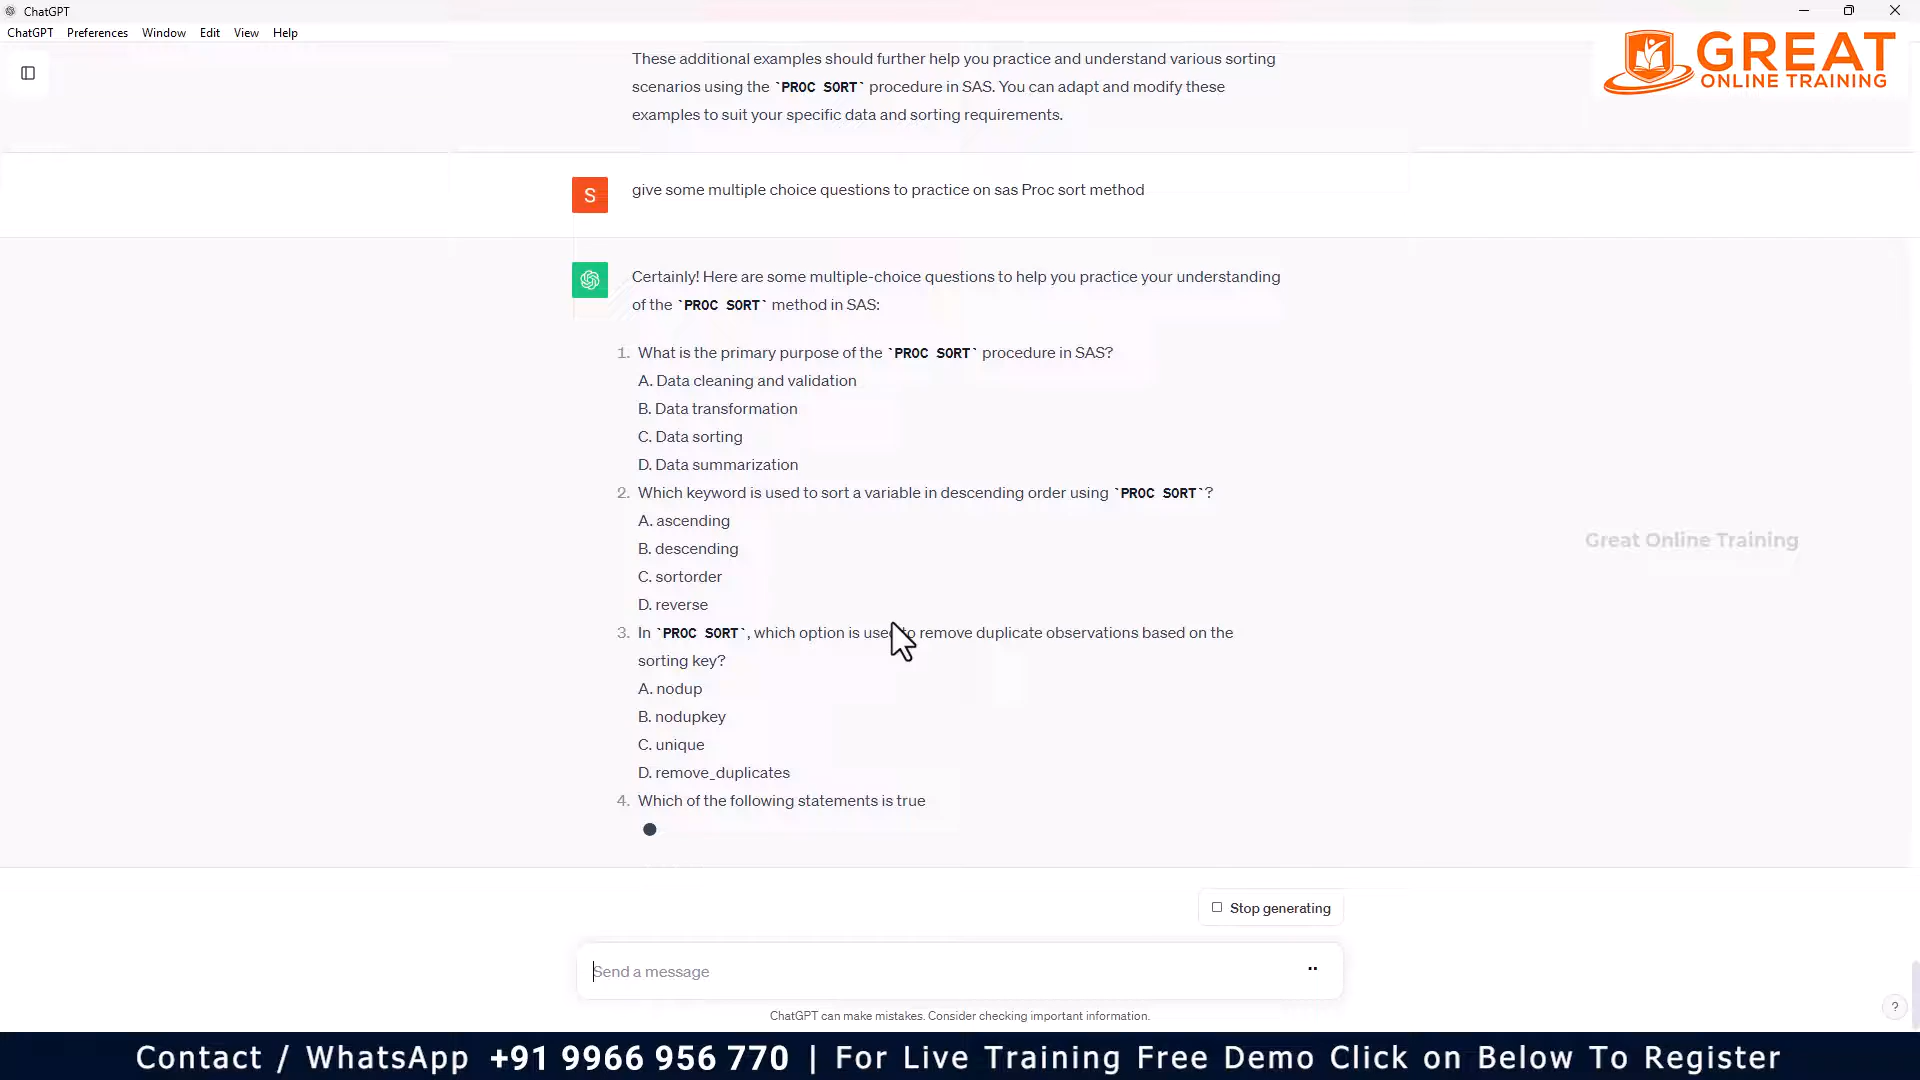 ChatGPT
ChatGPT Preferences Window Edit View Help
GREAT
ONLINE TRAINING
These additional examples should further help you practice and understand various sorting
scenarios using the `PROC SORT` procedure in SAS. You can adapt and modify these
examples to suit your specific data and sorting requirements.
S
give some multiple choice questions to practice on sas Proc sort method
Certainly! Here are some multiple-choice questions to help you practice your understanding
of the `PROC SORT` method in SAS:
1. What is the primary purpose of the `PROC SORT` procedure in SAS?
A. Data cleaning and validation
B. Data transformation
C. Data sorting
D. Data summarization
2. Which keyword is used to sort a variable in descending order using `PROC SORT`?
A. ascending
B. descending
C. sortorder
D. reverse
Great Online Training
3. In `PROC SORT`, which option is used to remove duplicate observations based on the
sorting key?
A. nodup
B. nodupkey
C. unique
D. remove_duplicates
4. Which of the following statements is true
Stop generating
Send a message
ChatGPT can make mistakes. Consider checking important information.
?
Contact / WhatsApp +91 9966 956 770 | For Live Training Free Demo Click on Below To Register